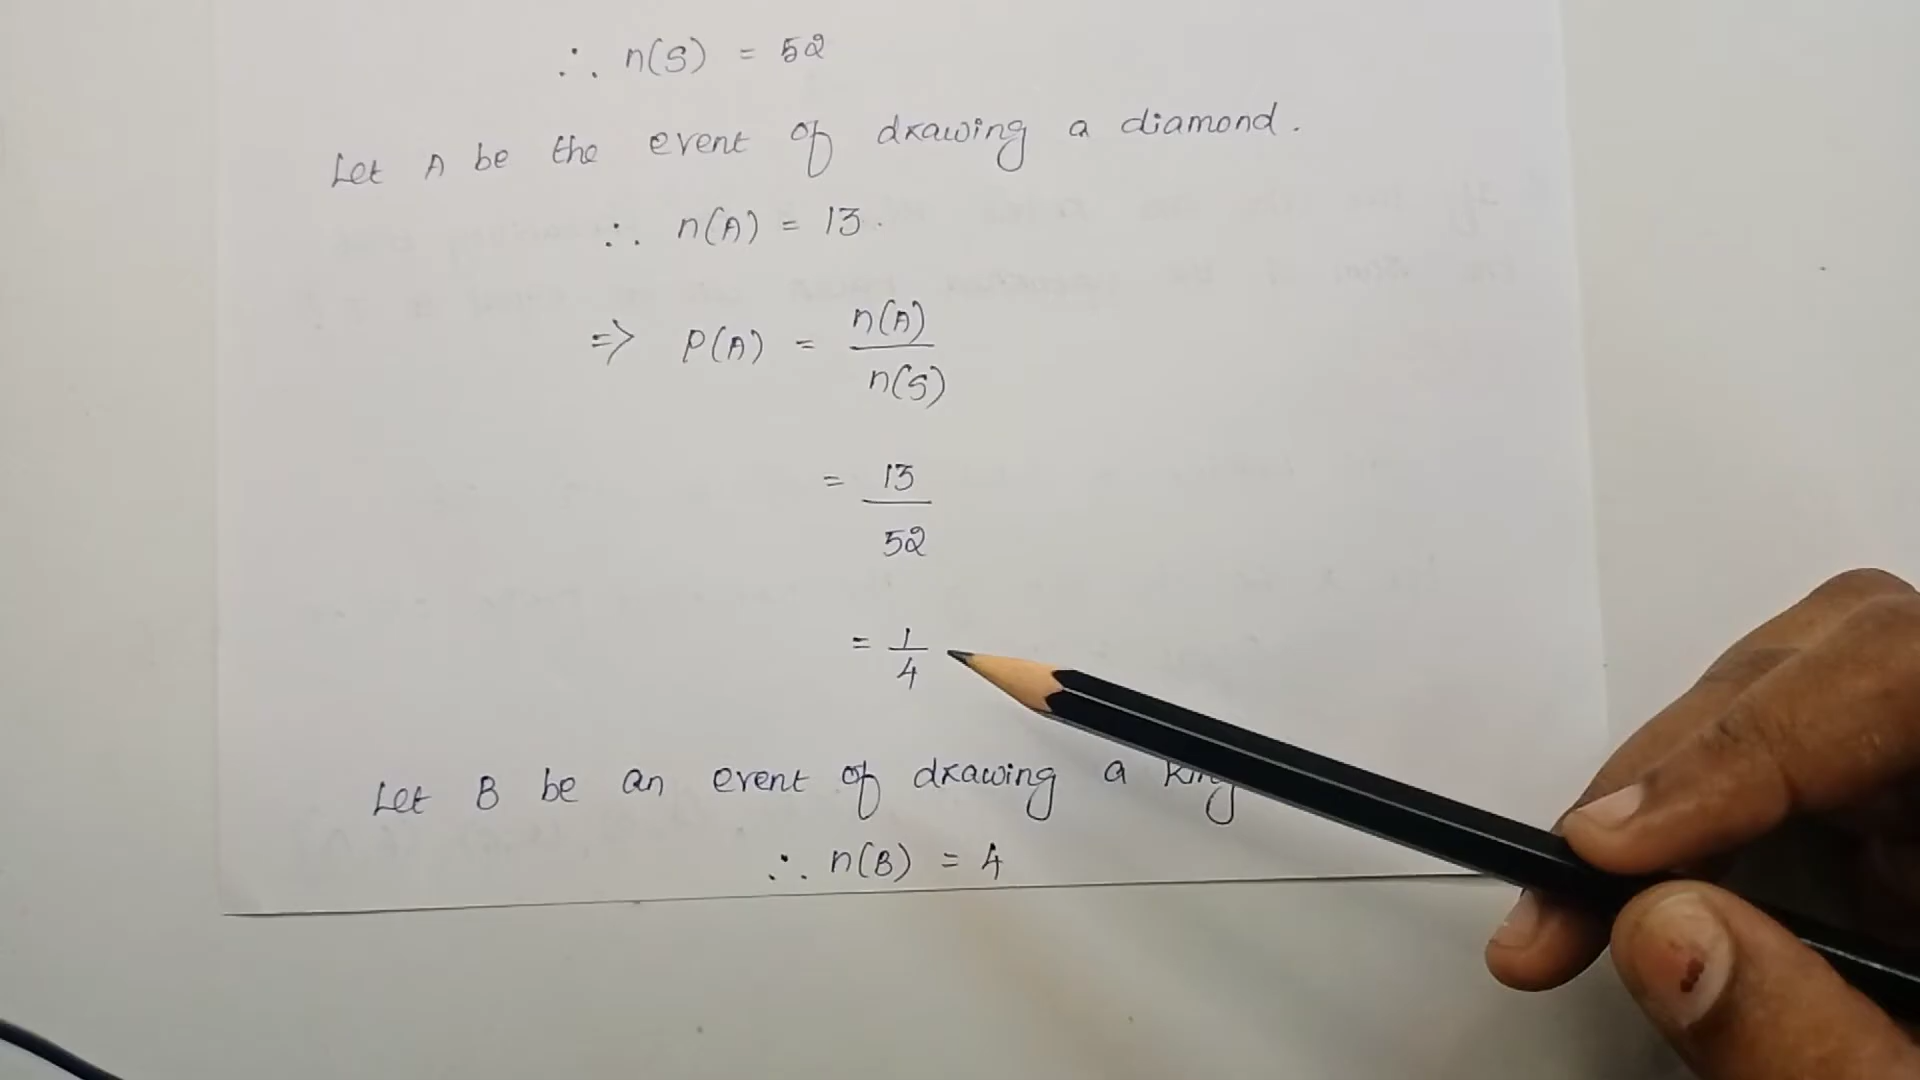 ∴ n(S) = 52
Let A be the event of drawing a diamond.
∴ n(A) = 13.
=> P(A) = n(A)
n(S)
= 13
52
= 1
4
Let B be an event of drawing a king
∴ n(B) = 4